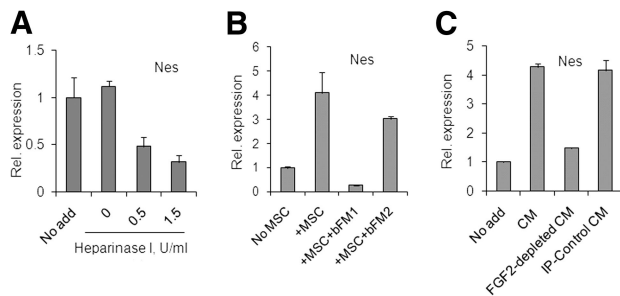 A
Rel. expression
1.5
1
0.5
0
Nes
No add
0
0.5
1.5
Heparinase I, U/ml
B
Rel. expression
6
5
4
3
2
1
0
Nes
No MSC
+MSC
+MSC+bFM1
+MSC+bFM2
C
Rel. expression
5
4
3
2
1
0
Nes
No add
CM
FGF2-depleted CM
IP-Control CM